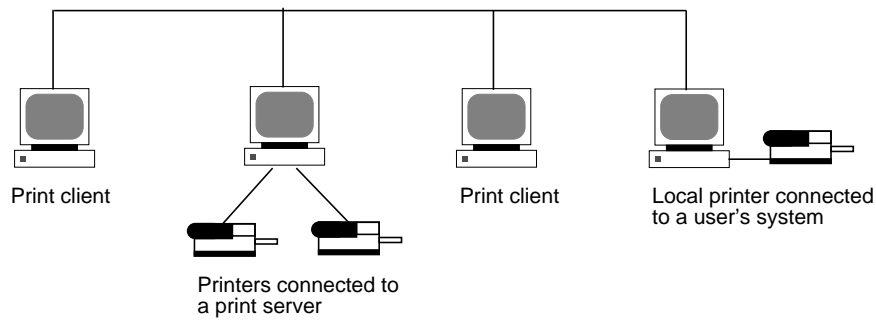 Print client
Print client
Local printer connected
to a user's system
Printers connected to
a print server